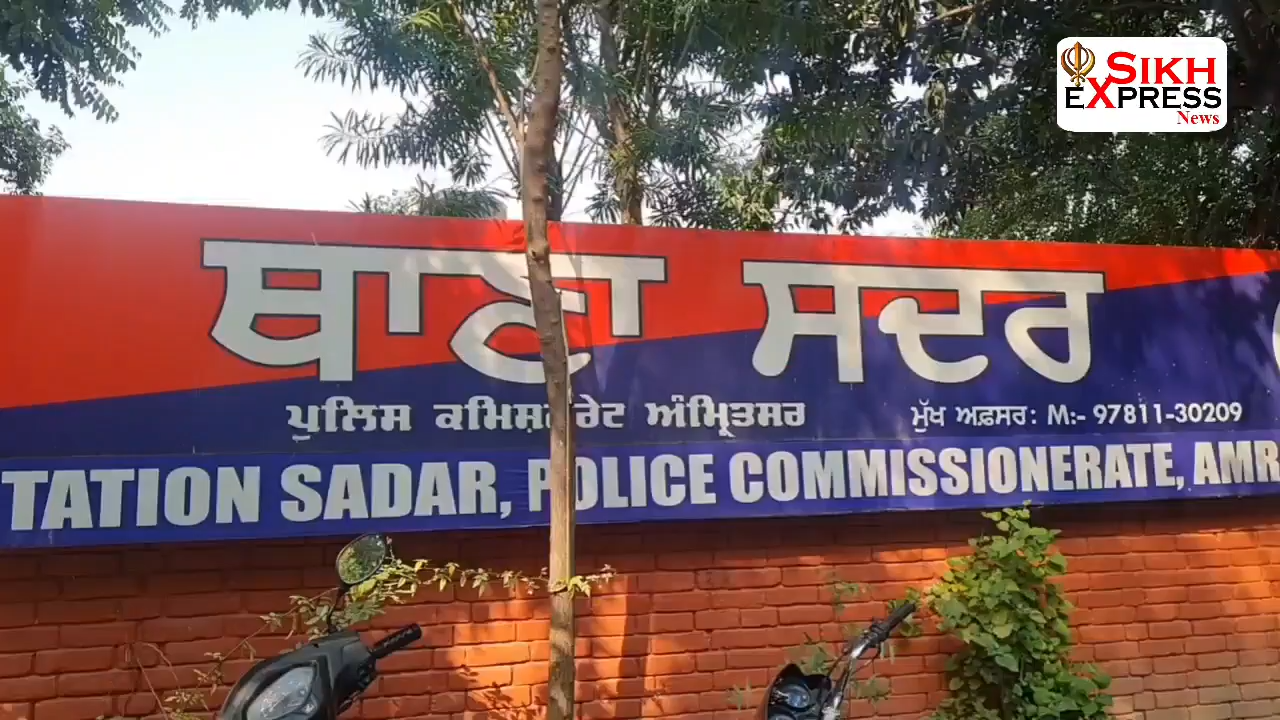 SIKH
EXPRESS
News
ਥਾਣਾ ਸਦਰ
ਪੁਲਿਸ ਕਮਿਸ਼ਨਰੇਟ ਅੰਮ੍ਰਿਤਸਰ
ਮੁੱਖ ਅਫ਼ਸਰ: M:- 97811-30209
TATION SADAR, POLICE COMMISSIONERATE, AMR